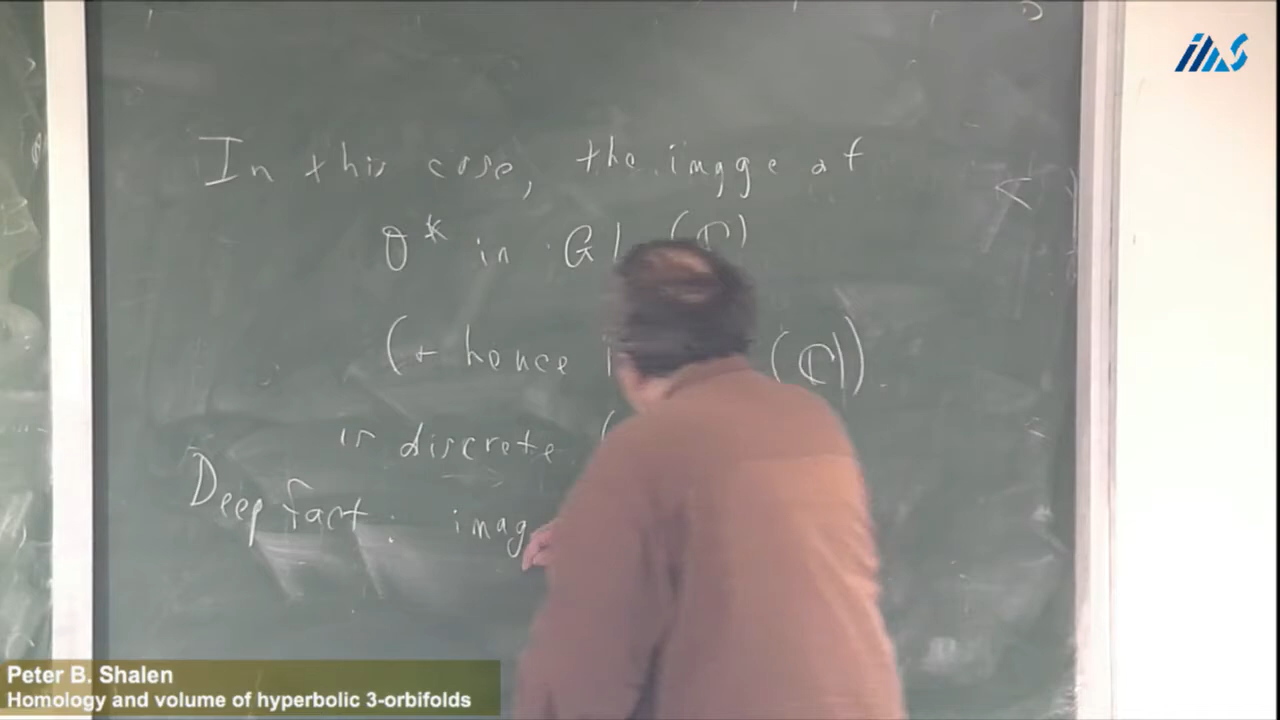 In this case, the image of
O* in GL (ℂ)
(+ hence i (ℂ)).
is discrete (
Deep fact: imag
Peter B. Shalen
Homology and volume of hyperbolic 3-orbifolds